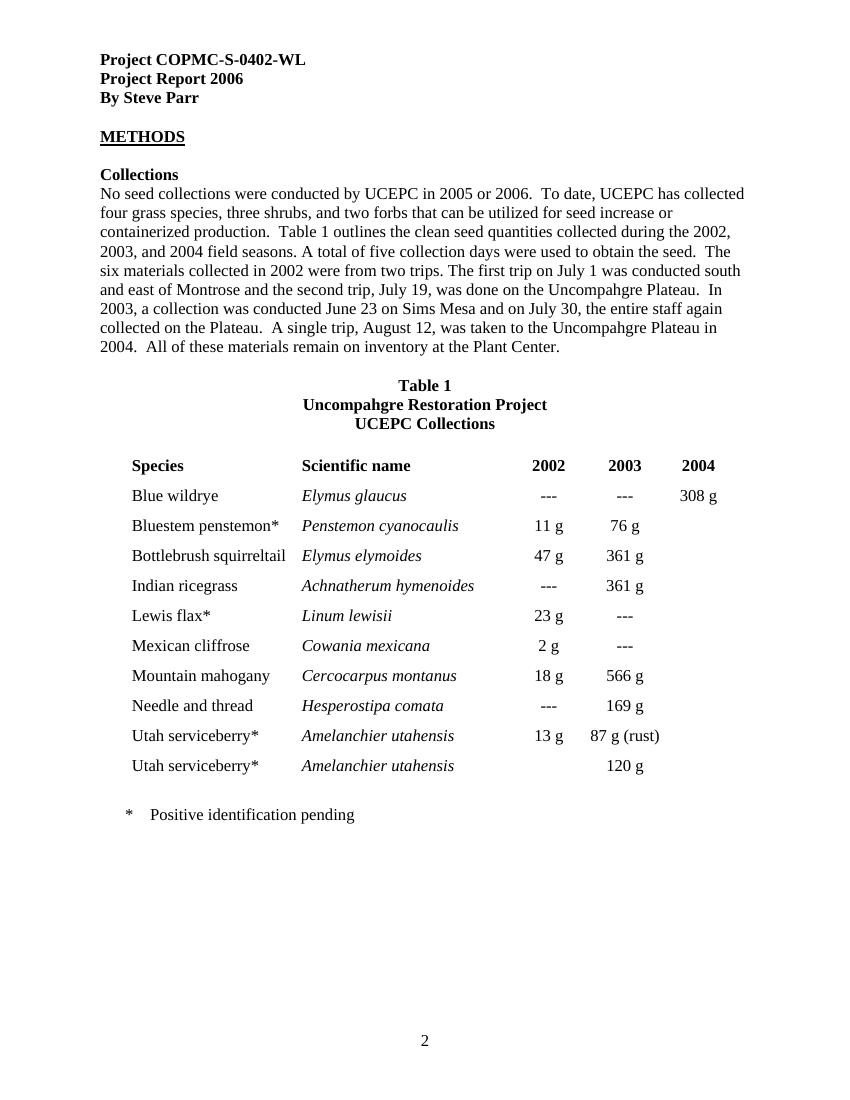 Project COPMC-S-0402-WL
Project Report 2006
By Steve Parr
METHODS
Collections
No seed collections were conducted by UCEPC in 2005 or 2006.  To date, UCEPC has collected
four grass species, three shrubs, and two forbs that can be utilized for seed increase or
containerized production.  Table 1 outlines the clean seed quantities collected during the 2002,
2003, and 2004 field seasons. A total of five collection days were used to obtain the seed.  The
six materials collected in 2002 were from two trips. The first trip on July 1 was conducted south
and east of Montrose and the second trip, July 19, was done on the Uncompahgre Plateau.  In
2003, a collection was conducted June 23 on Sims Mesa and on July 30, the entire staff again
collected on the Plateau.  A single trip, August 12, was taken to the Uncompahgre Plateau in
2004.  All of these materials remain on inventory at the Plant Center.
Table 1
Uncompahgre Restoration Project
UCEPC Collections
Species Scientific name 2002 2003 2004
Blue wildrye Elymus glaucus --- --- 308 g
Bluestem penstemon* Penstemon cyanocaulis 11 g 76 g
Bottlebrush squirreltail Elymus elymoides 47 g 361 g
Indian ricegrass Achnatherum hymenoides --- 361 g
Lewis flax* Linum lewisii 23 g ---
Mexican cliffrose Cowania mexicana 2 g ---
Mountain mahogany Cercocarpus montanus 18 g 566 g
Needle and thread Hesperostipa comata --- 169 g
Utah serviceberry* Amelanchier utahensis 13 g 87 g (rust)
Utah serviceberry* Amelanchier utahensis 120 g
* Positive identification pending
2